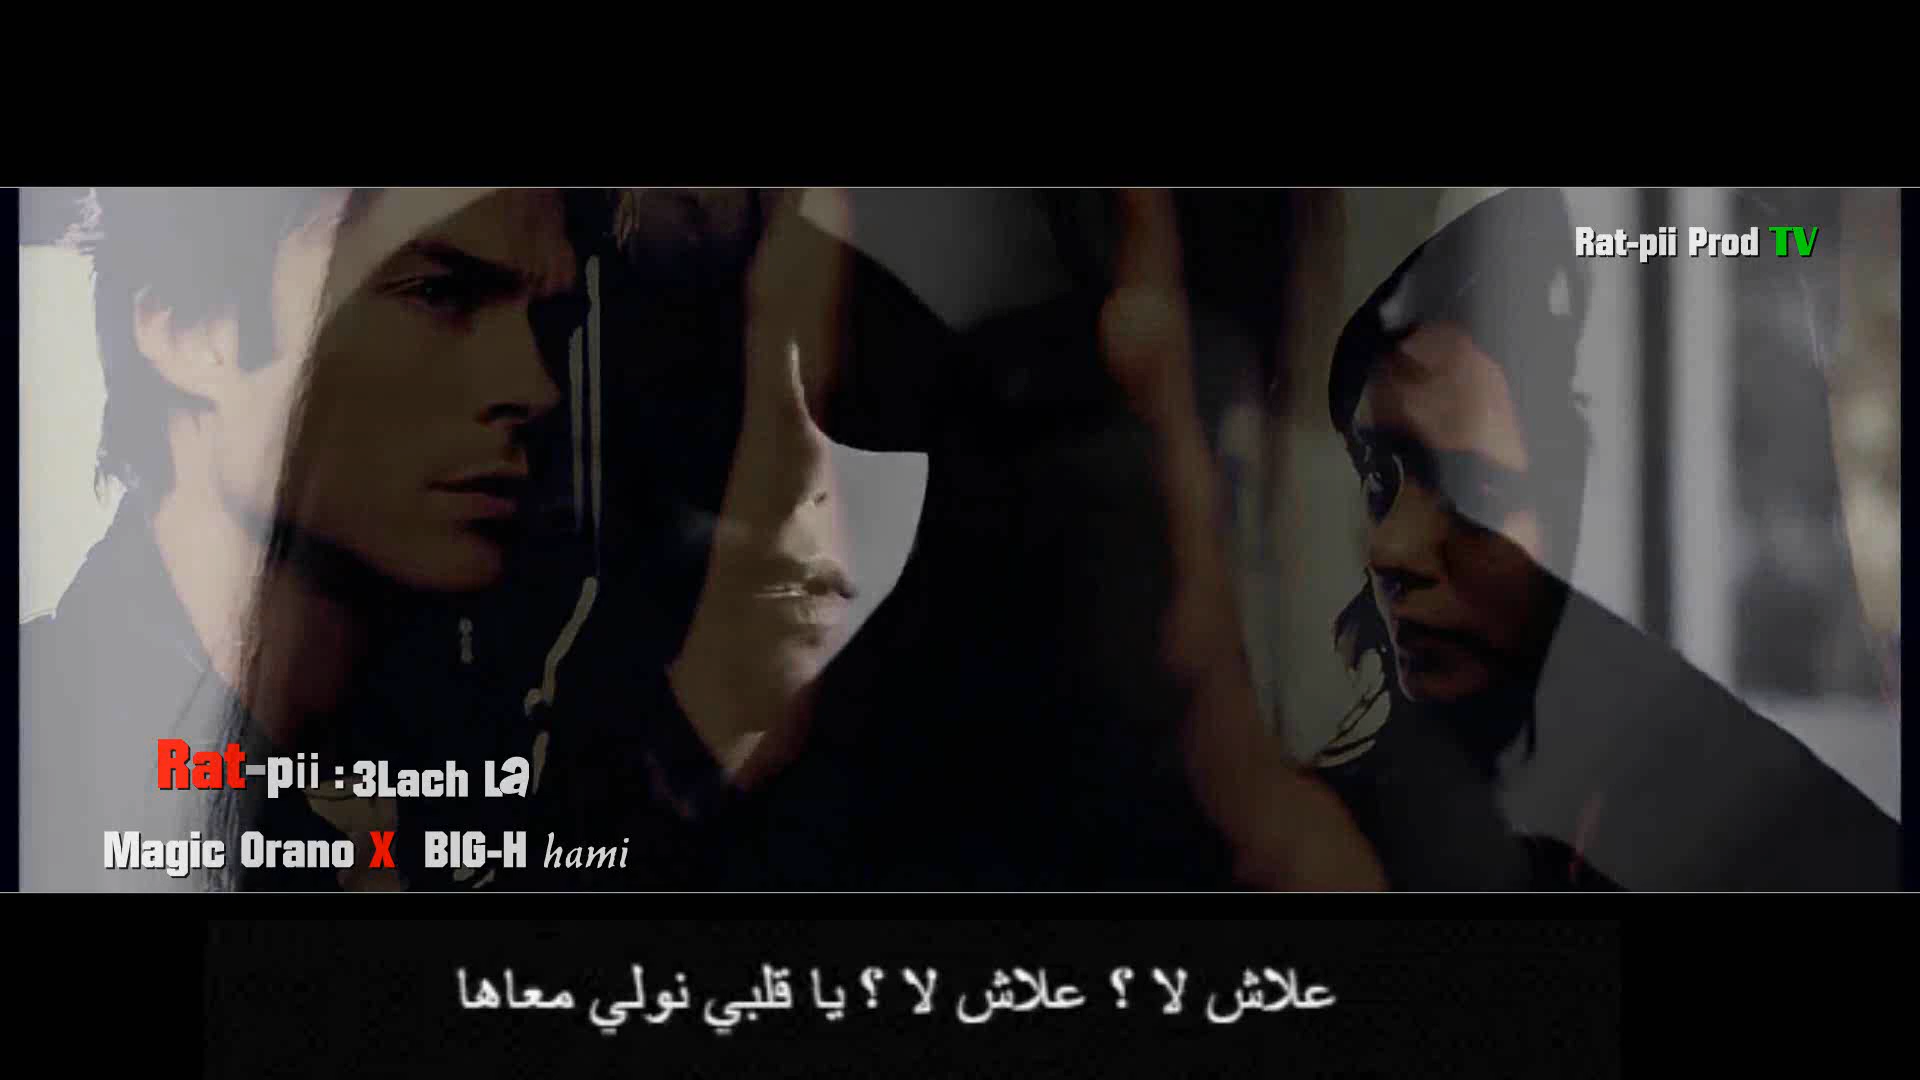 Rat-pii Prod TV
Rat-pii : 3Lach La
Magic Orano X BIG-H hami
علاش لا ؟ علاش لا ؟ يا قلبي نولي معاها